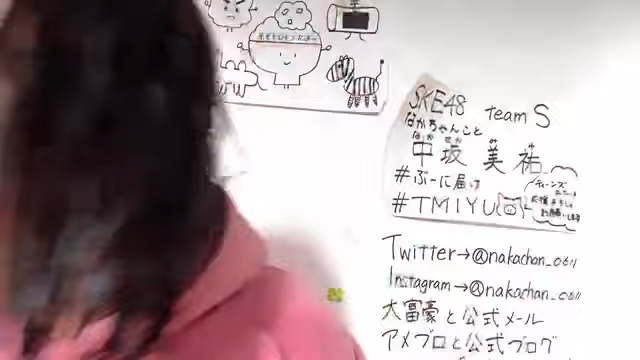 SKE48 team S
なかちゃんこと
中坂 美祐
#ぶーに届け
#TMIYU
Twitter→@nakachan_0611
Instagram→@nakachan_0611
大富豪と公式メール
アメブロと公式ブログ